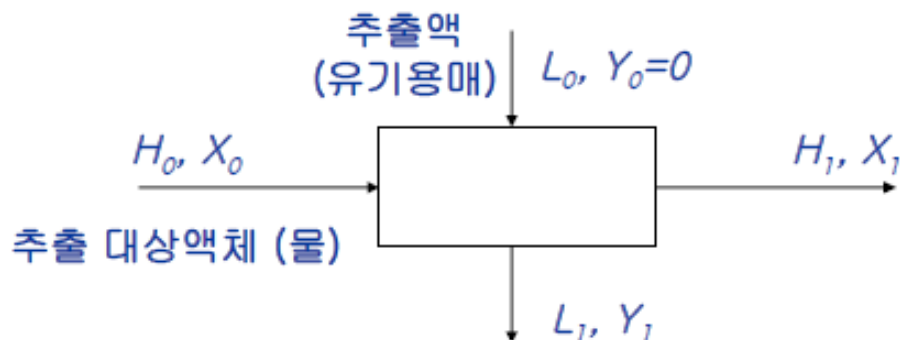 추출액
(유기용매)
L₀, Y₀=0
H₀, X₀
H₁, X₁
추출 대상액체 (물)
L₁, Y₁